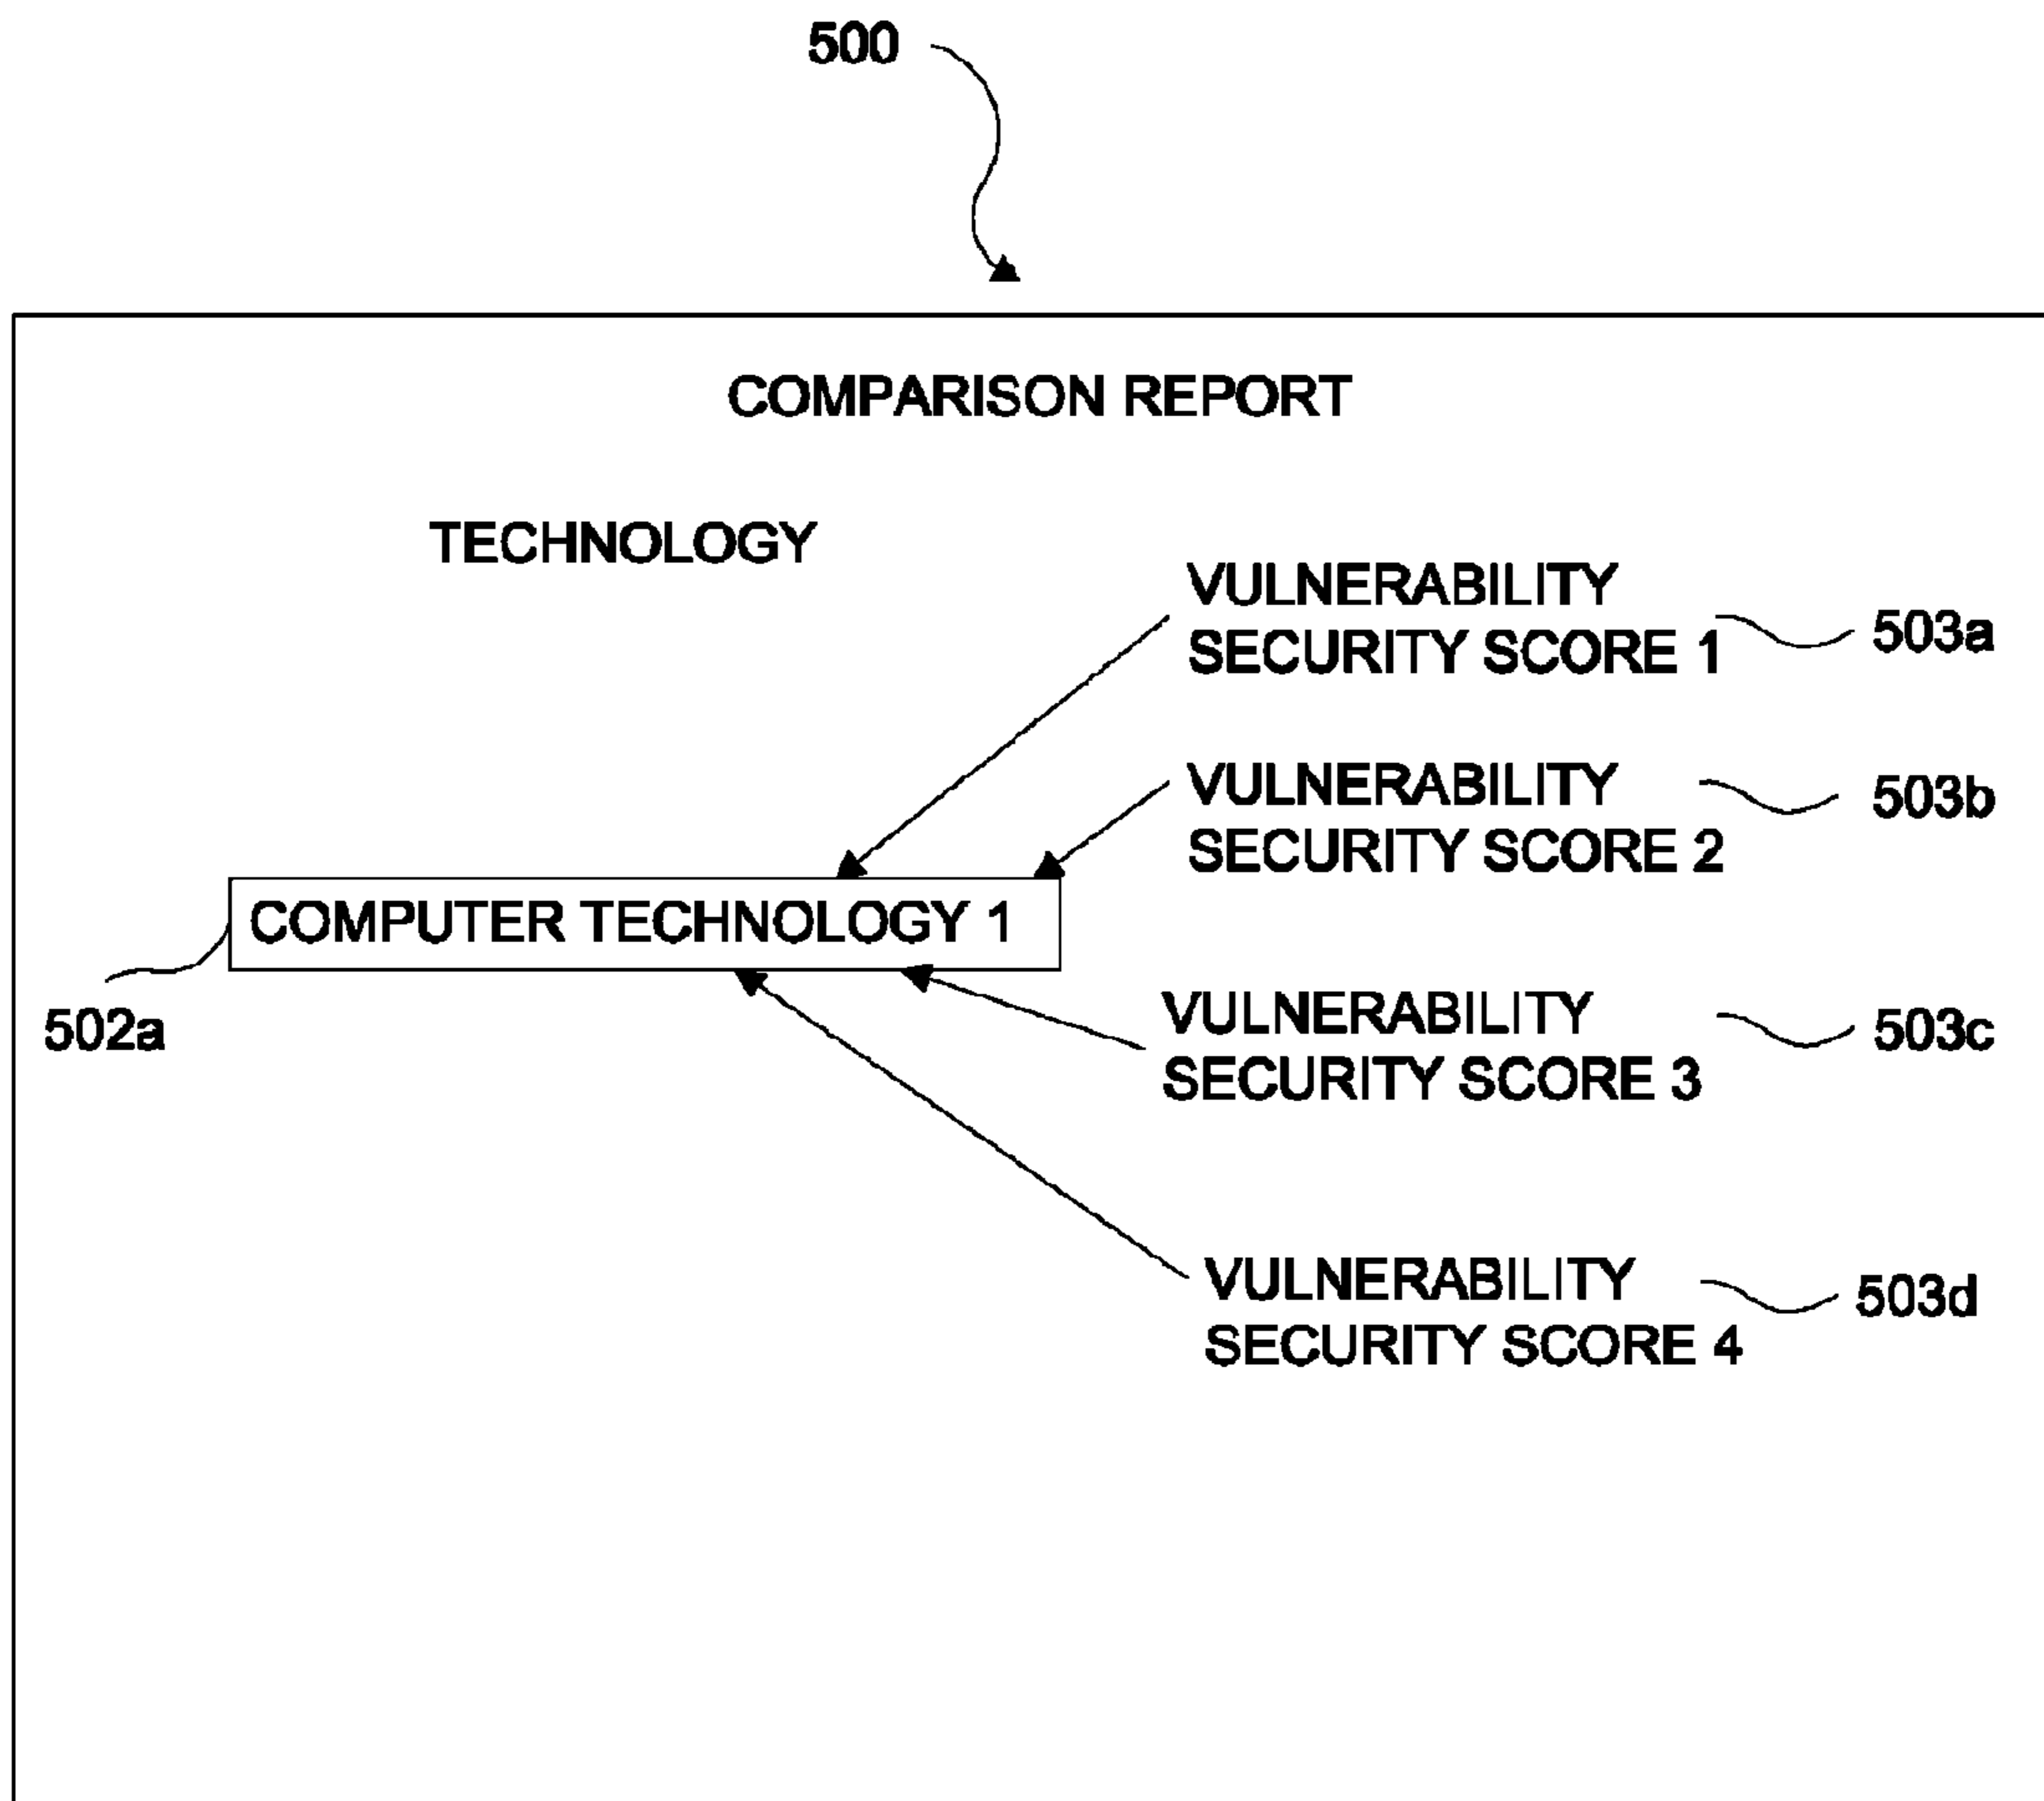 500
COMPARISON REPORT
TECHNOLOGY
VULNERABILITY
SECURITY SCORE 1
503a
VULNERABILITY
SECURITY SCORE 2
503b
COMPUTER TECHNOLOGY 1
502a
VULNERABILITY
SECURITY SCORE 3
503c
VULNERABILITY
SECURITY SCORE 4
503d